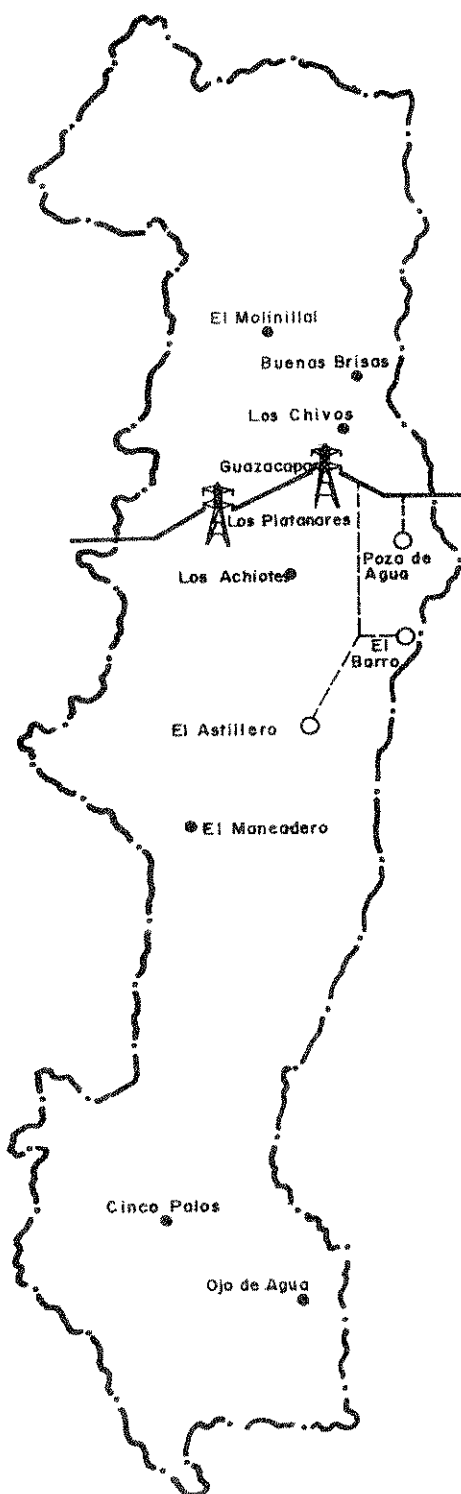 El Molinillal
Buenas Brisas
Los Chivos
Guazacapa
Los Platanares
Los Achiotes
Poza de
Agua
El
Barro
El Astillero
El Maneadero
Cinco Palos
Ojo de Agua